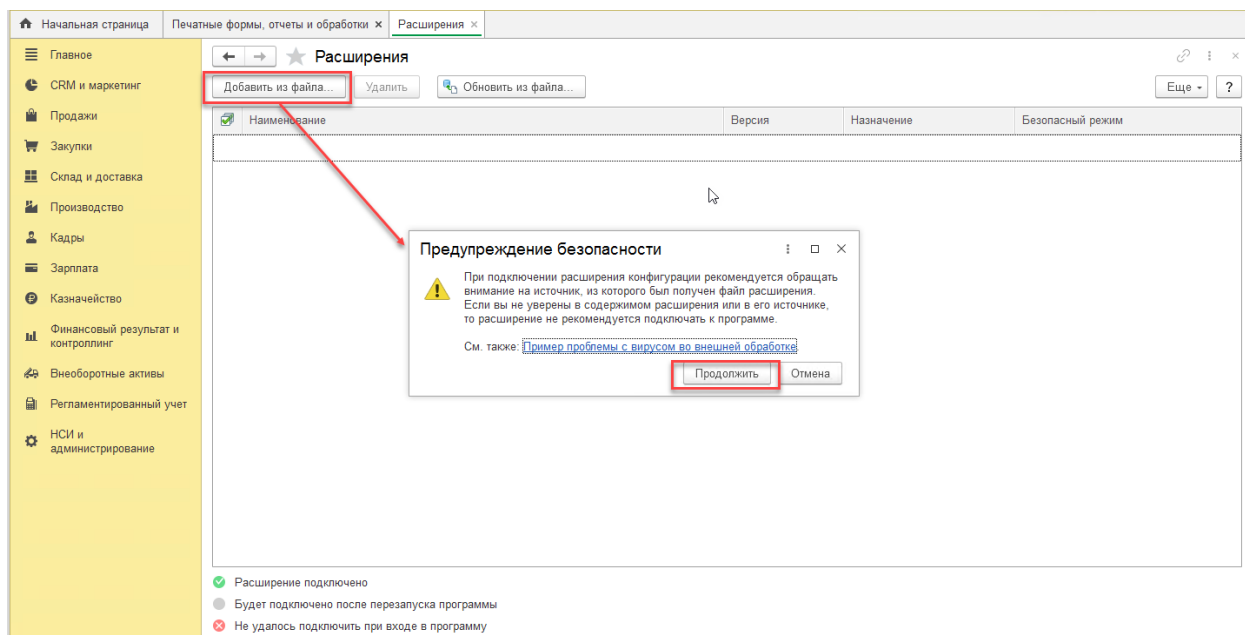 Начальная страница
Печатные формы, отчеты и обработки ×
Расширения ×
Главное
CRM и маркетинг
Продажи
Закупки
Склад и доставка
Производство
Кадры
Зарплата
Казначейство
Финансовый результат и
контроллинг
Внеоборотные активы
Регламентированный учет
НСИ и
администрирование
Расширения
Добавить из файла...
Удалить
Обновить из файла...
Еще
?
Наименование
Версия
Назначение
Безопасный режим
Предупреждение безопасности
При подключении расширения конфигурации рекомендуется обращать
внимание на источник, из которого был получен файл расширения.
Если вы не уверены в содержимом расширения или в его источнике,
то расширение не рекомендуется подключать к программе.
См. также: Пример проблемы с вирусом во внешней обработке.
Продолжить
Отмена
Расширение подключено
Будет подключено после перезапуска программы
Не удалось подключить при входе в программу